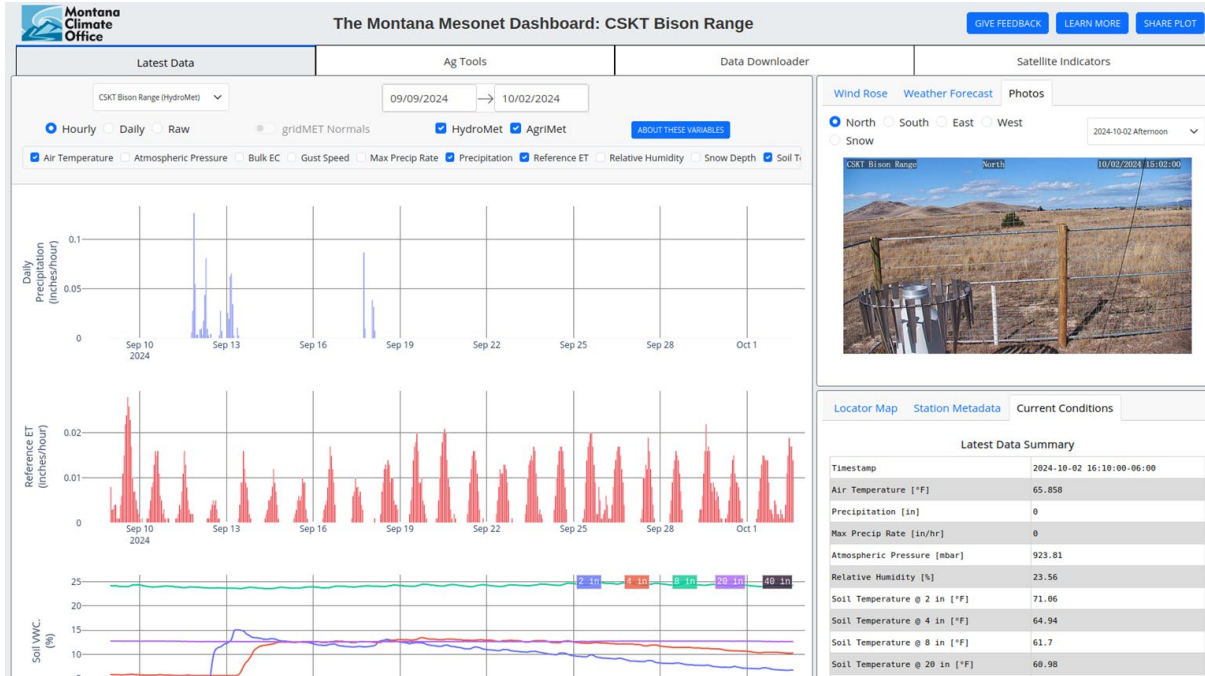 Montana
Climate
Office
The Montana Mesonet Dashboard: CSKT Bison Range
GIVE FEEDBACK LEARN MORE SHARE PLOT
Latest Data Ag Tools Data Downloader Satellite Indicators
CSKT Bison Range (HydroMet) 09/09/2024 → 10/02/2024
Hourly Daily Raw gridMET Normals HydroMet AgriMet ABOUT THESE VARIABLES
Air Temperature Atmospheric Pressure Bulk EC Gust Speed Max Precip Rate Precipitation Reference ET Relative Humidity Snow Depth Soil T
Daily
Precipitation
(inches/hour)
0.1
0.05
0
Sep 10 Sep 13 Sep 16 Sep 19 Sep 22 Sep 25 Sep 28 Oct 1
2024
Reference ET
(inches/hour)
0.02
0.01
0
Sep 10 Sep 13 Sep 16 Sep 19 Sep 22 Sep 25 Sep 28 Oct 1
2024
Soil VWC.
(%)
25
20
15
10
2 in 4 in 8 in 20 in 40 in
Wind Rose Weather Forecast Photos
North South East West
Snow
2024-10-02 Afternoon
CSKT Bison Range North 10/02/2024 15:02:00
Locator Map Station Metadata Current Conditions
Latest Data Summary
Timestamp 2024-10-02 16:10:00-06:00
Air Temperature [°F] 65.858
Precipitation [in] 0
Max Precip Rate [in/hr] 0
Atmospheric Pressure [mbar] 923.81
Relative Humidity [%] 23.56
Soil Temperature @ 2 in [°F] 71.06
Soil Temperature @ 4 in [°F] 64.94
Soil Temperature @ 8 in [°F] 61.7
Soil Temperature @ 20 in [°F] 60.98